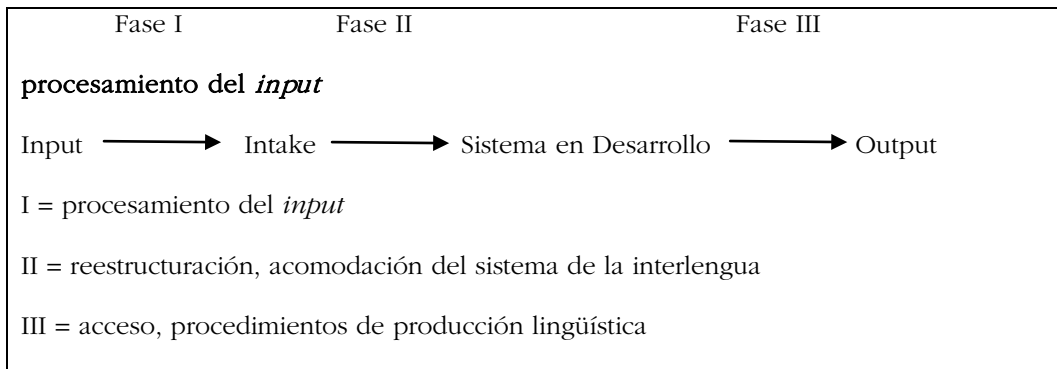 Fase I Fase II Fase III
procesamiento del input
Input Intake Sistema en Desarrollo Output
I = procesamiento del input
II = reestructuración, acomodación del sistema de la interlengua
III = acceso, procedimientos de producción lingüística